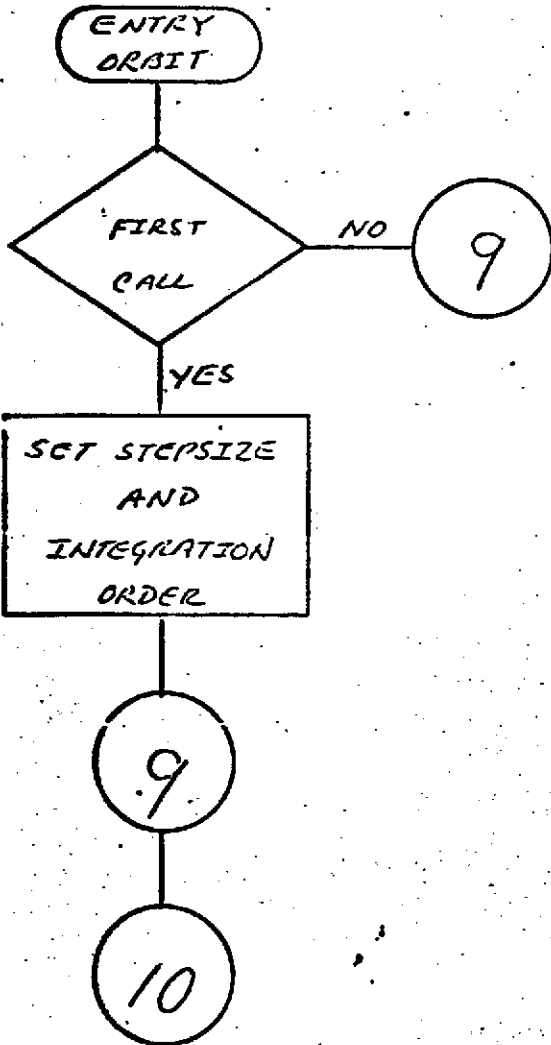 ENTRY
ORBIT
FIRST
CALL
NO
9
YES
SET STEPSIZE
AND
INTEGRATION
ORDER
9
10